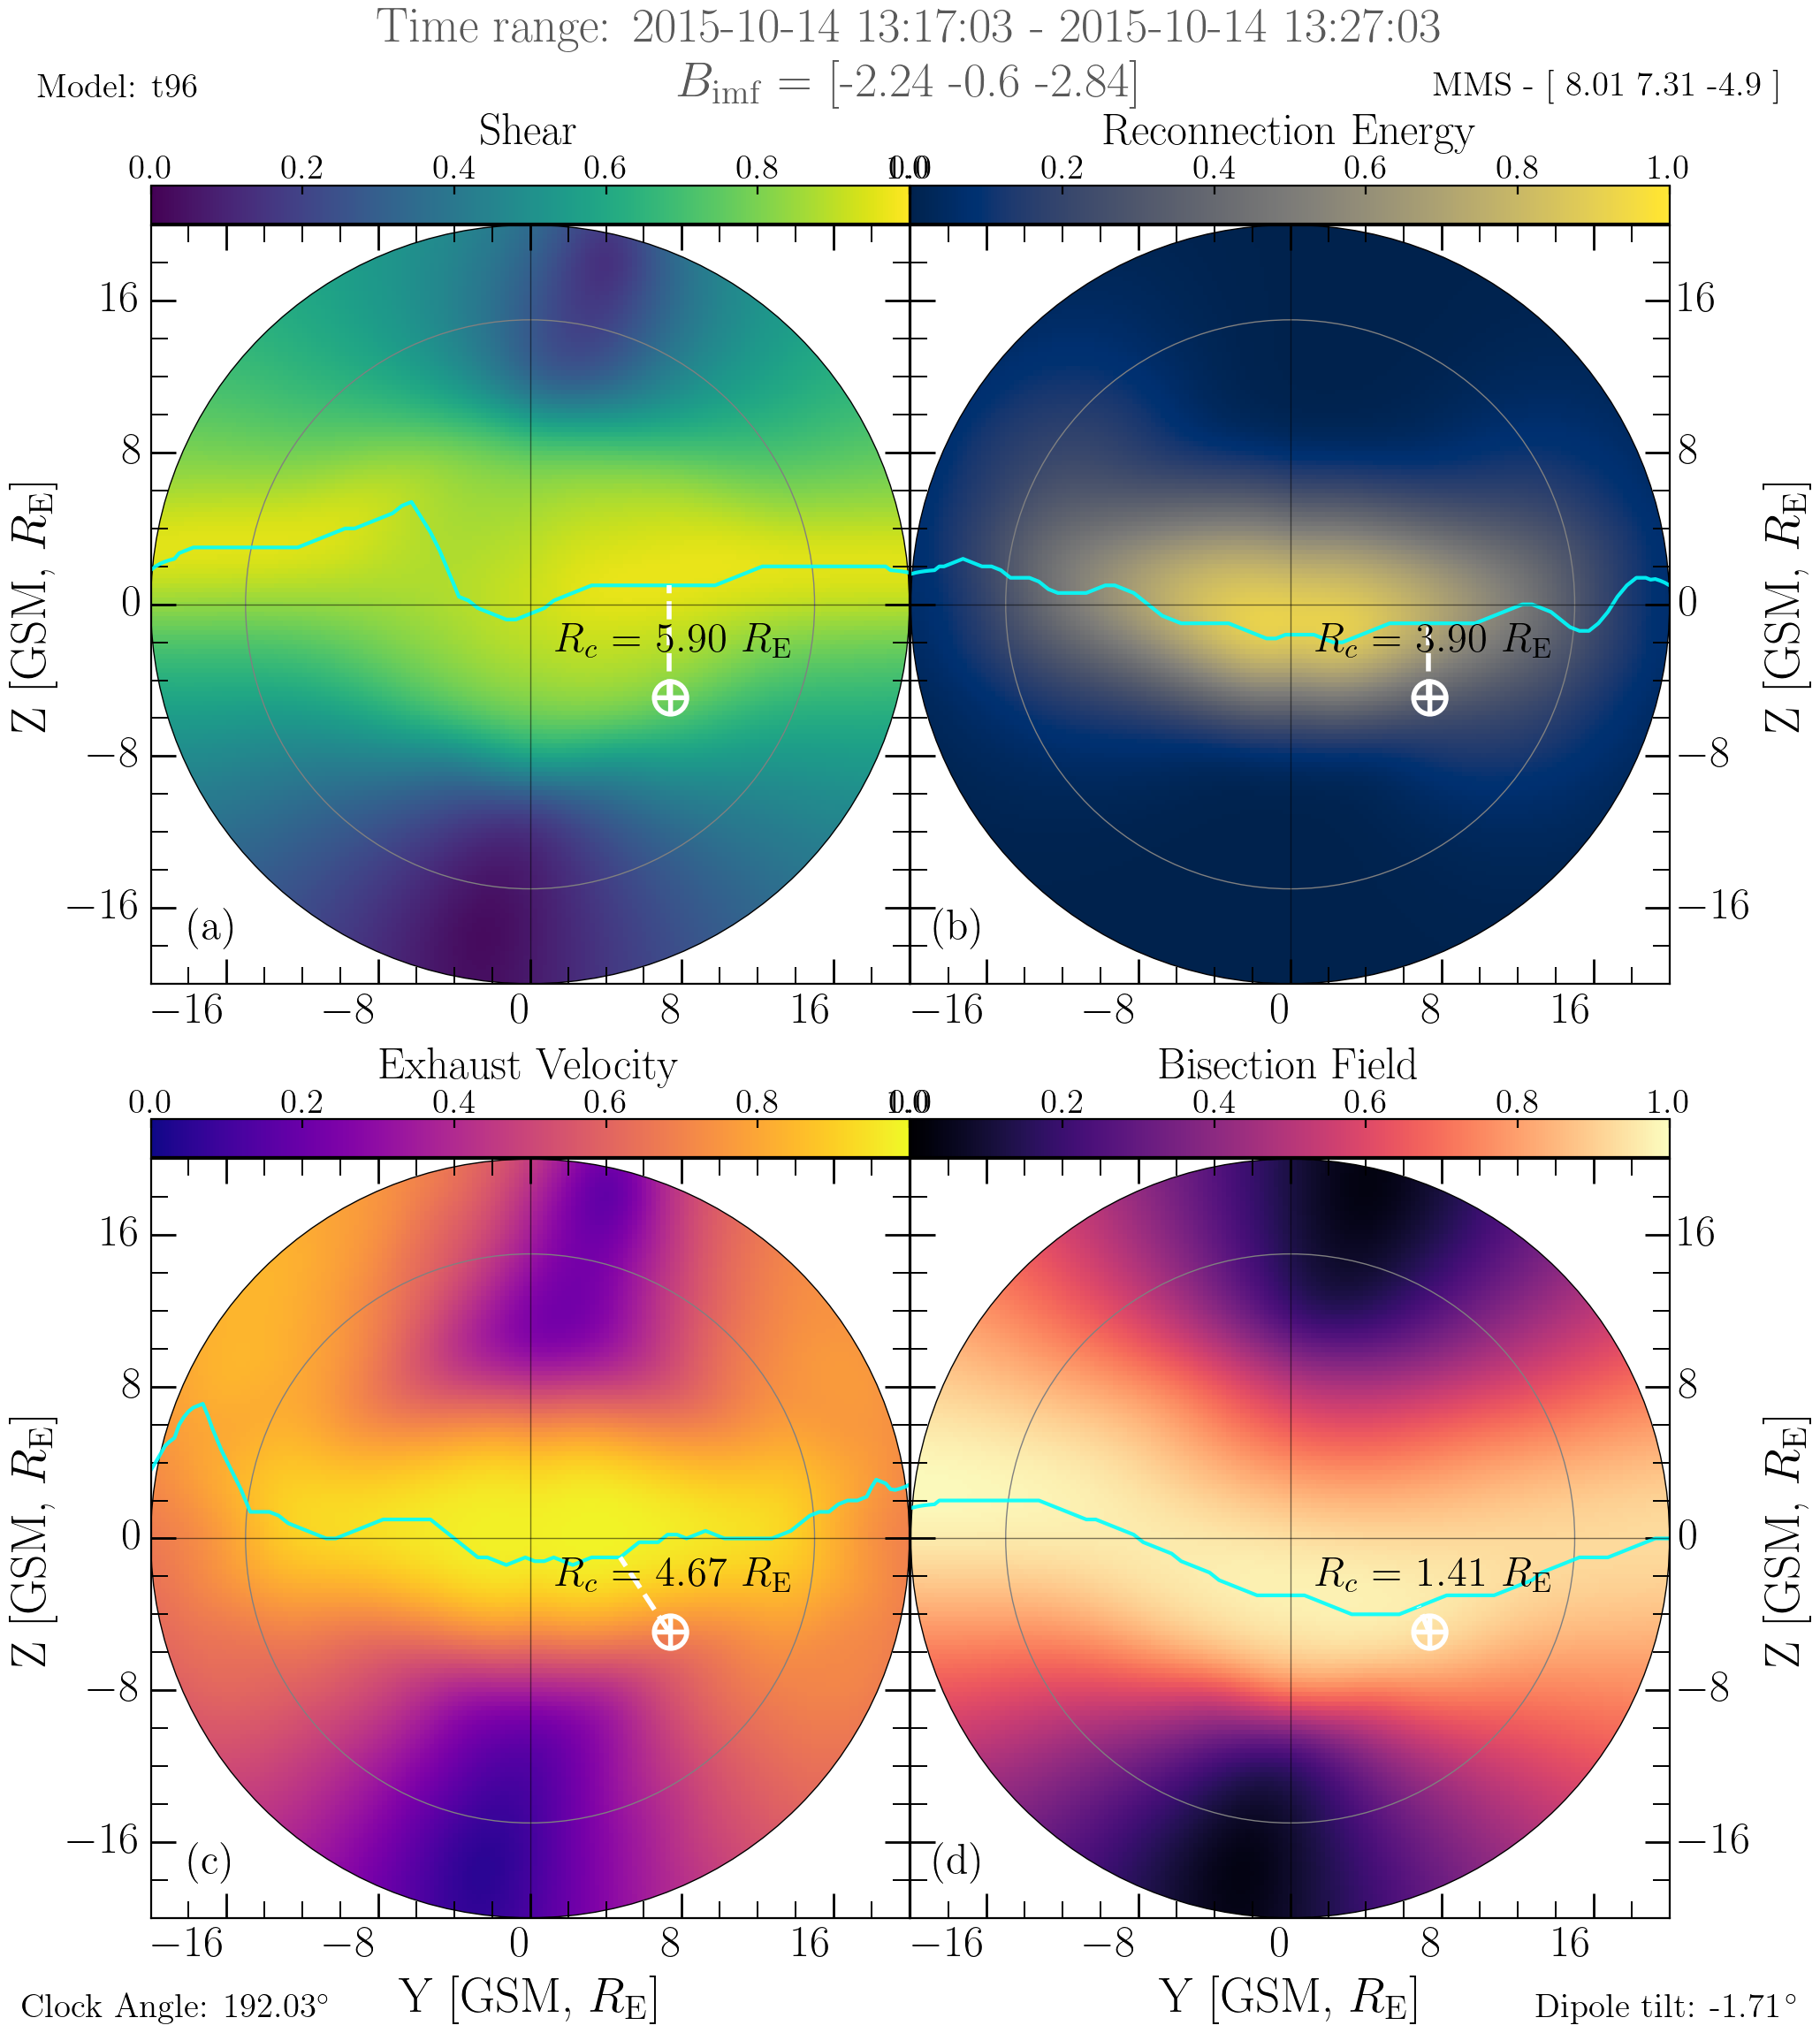 Time range: 2015-10-14 13:17:03 - 2015-10-14 13:27:03
Model: t96
B_imf = [-2.24 -0.6 -2.84]
MMS - [ 8.01 7.31 -4.9 ]
Shear
Reconnection Energy
0.0 0.2 0.4 0.6 0.8 1.0
0.0 0.2 0.4 0.6 0.8 1.0
16
8
0
−8
−16
Z [GSM, R_E]
R_c = 5.90 R_E
(a)
R_c = 3.90 R_E
(b)
16
8
0
−8
−16
Z [GSM, R_E]
−16 −8 0 8 16
−16 −8 0 8 16
Exhaust Velocity
Bisection Field
0.0 0.2 0.4 0.6 0.8 1.0
0.0 0.2 0.4 0.6 0.8 1.0
16
8
0
−8
−16
Z [GSM, R_E]
R_c = 4.67 R_E
(c)
R_c = 1.41 R_E
(d)
16
8
0
−8
−16
Z [GSM, R_E]
−16 −8 0 8 16
−16 −8 0 8 16
Y [GSM, R_E]
Y [GSM, R_E]
Clock Angle: 192.03°
Dipole tilt: -1.71°